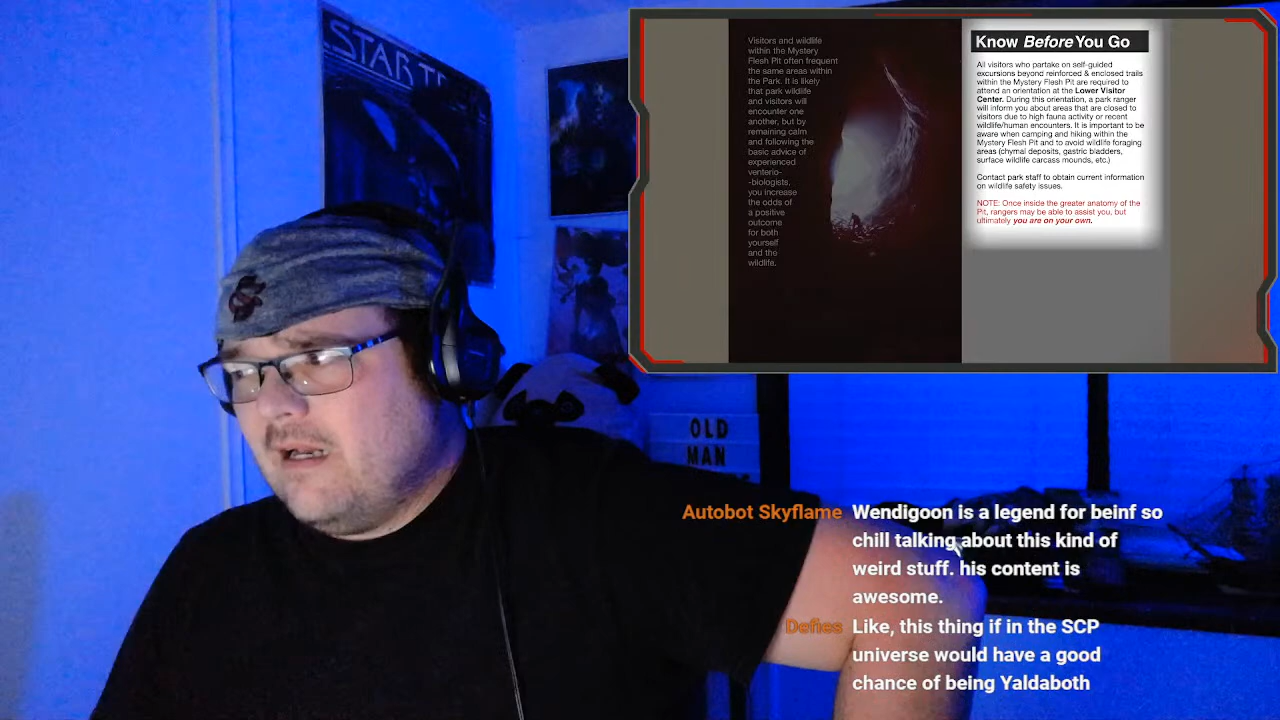 START
Visitors and wildlife
within the Mystery
Flesh Pit often frequent
the same areas within
the Park. It is likely
that park wildlife
and visitors will
encounter one
another, but by
remaining calm
and following the
basic advice of
experienced
venterio-
-biologists,
you increase
the odds of
a positive
outcome
for both
yourself
and the
wildlife.
Know Before You Go
All visitors who partake on self-guided
excursions beyond reinforced & enclosed trails
within the Mystery Flesh Pit are required to
attend an orientation at the Lower Visitor
Center. During this orientation, a park ranger
will inform you about areas that are closed to
visitors due to high fauna activity or recent
wildlife/human encounters. It is important to be
aware when camping and hiking within the
Mystery Flesh Pit and to avoid wildlife foraging
areas (chymal deposits, gastric bladders,
surface wildlife carcass mounds, etc.)
Contact park staff to obtain current information
on wildlife safety issues.
NOTE: Once inside the greater anatomy of the
Pit, rangers may be able to assist you, but
ultimately you are on your own.
OLD
MAN
Autobot Skyflame Wendigoon is a legend for beinf so
chill talking about this kind of
weird stuff. his content is
awesome.
Defies Like, this thing if in the SCP
universe would have a good
chance of being Yaldaboth